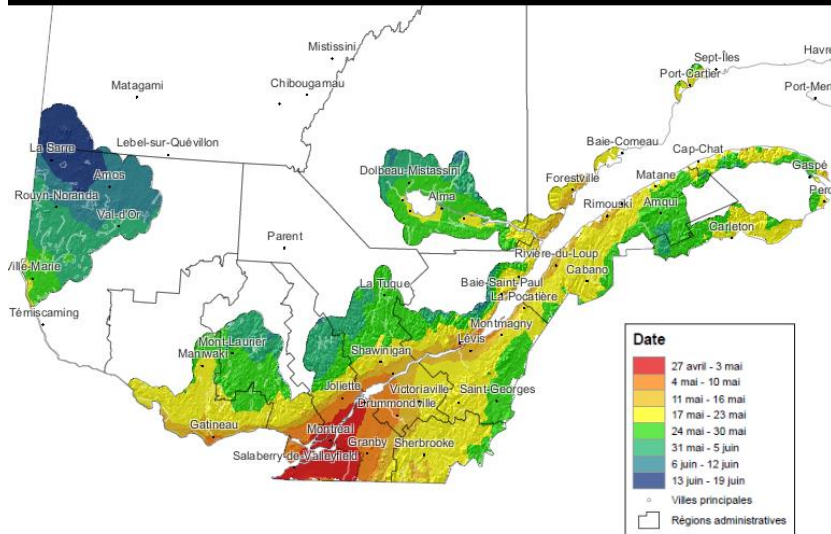 Mistissini
Sept-Îles
Havre
Port-Cartier
Matagami
Chibougamau
Port-Men
La Sarre
Lebel-sur-Quévillon
Baie-Comeau
Cap-Chat
Amos
Dolbeau-Mistassini
Forestville
Matane
Gaspé
Rouyn-Noranda
Alma
Rimouski
Amqui
Perc
Val-d'Or
Parent
Carleton
Rivière-du-Loup
Ville-Marie
La Tuque
Baie-Saint-Paul
Cabano
La Pocatière
Témiscaming
Mont-Laurier
Montmagny
Maniwaki
Shawinigan
Lévis
Joliette
Victoriaville
Saint-Georges
Drummondville
Gatineau
Montréal
Granby
Sherbrooke
Salaberry-de-Valleyfield
Date
27 avril - 3 mai
4 mai - 10 mai
11 mai - 16 mai
17 mai - 23 mai
24 mai - 30 mai
31 mai - 5 juin
6 juin - 12 juin
13 juin - 19 juin
Villes principales
Régions administratives